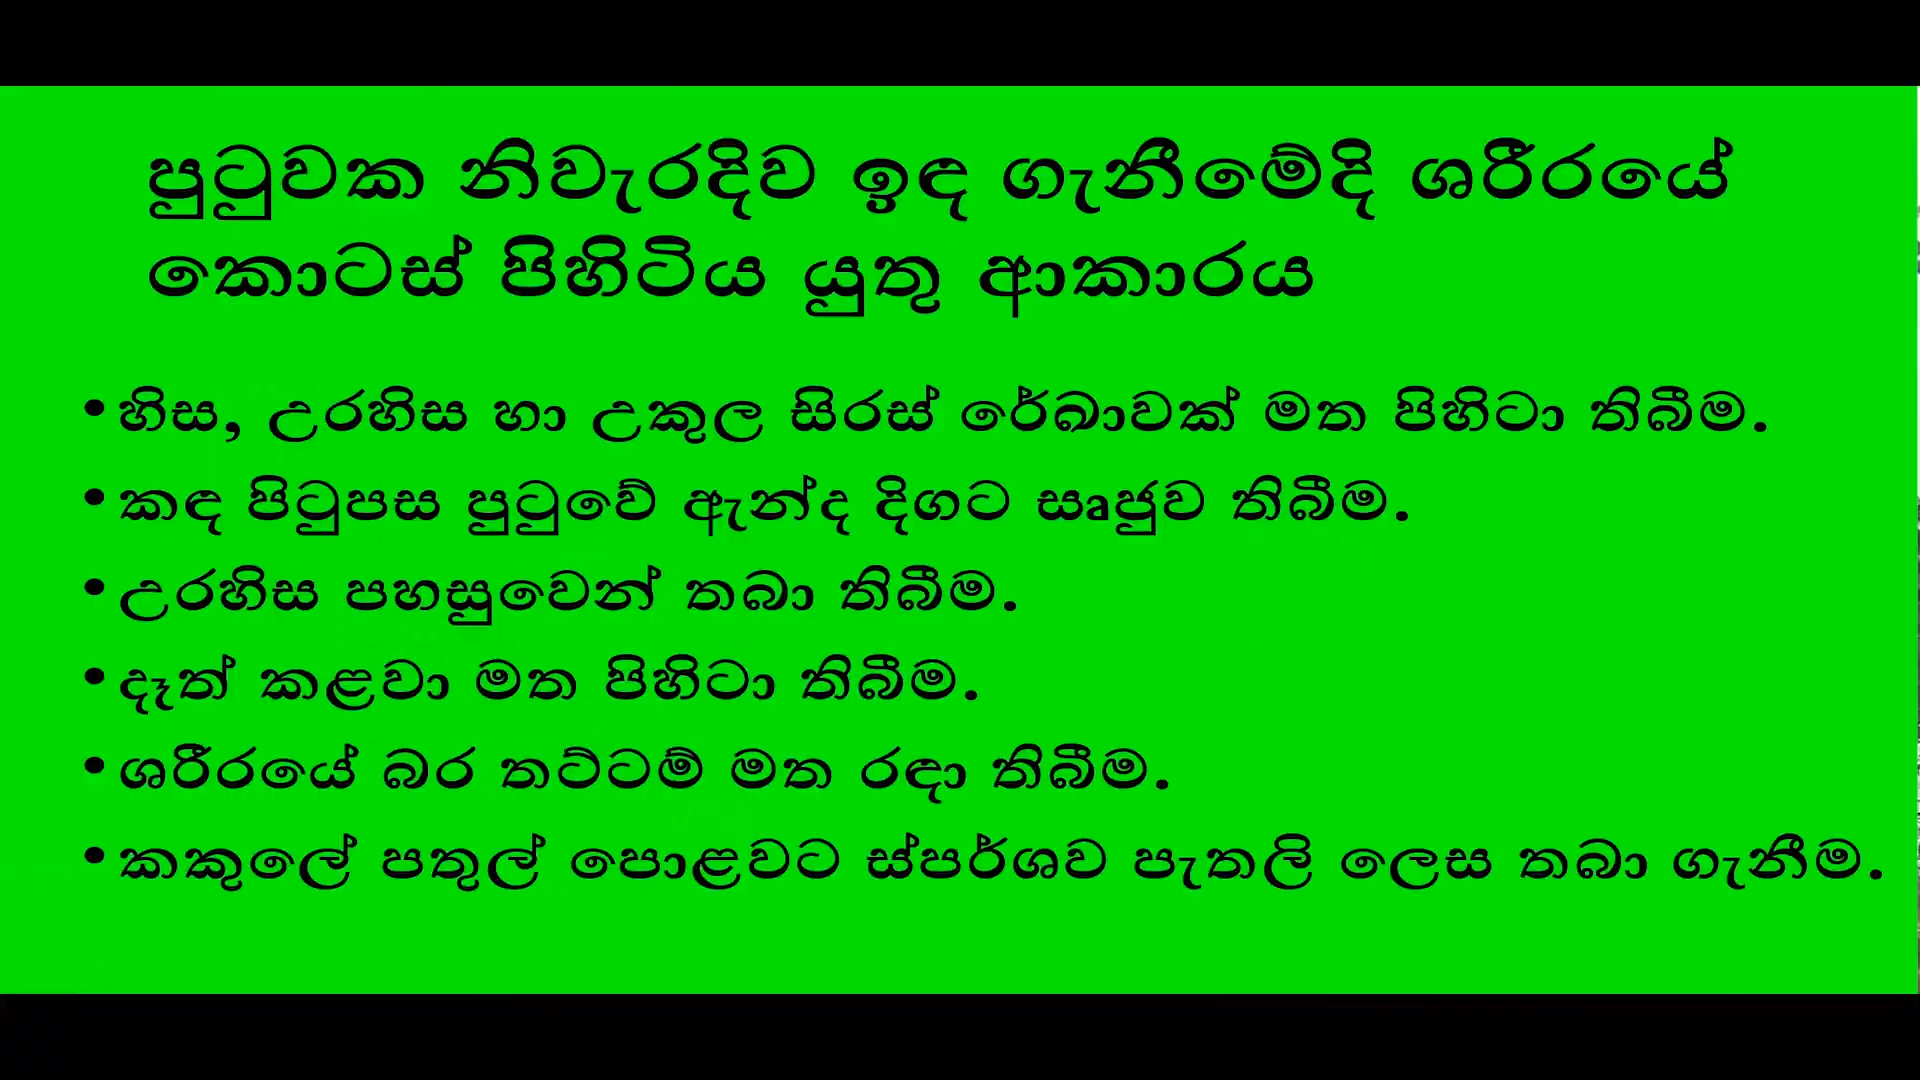 පුටුවක නිවැරදිව ඉඳ ගැනීමේදි ශරීරයේ
කොටස් පිහිටිය යුතු ආකාරය
•හිස, උරහිස හා උකුල සිරස් රේඛාවක් මත පිහිටා තිබීම.
•කඳ පිටුපස පුටුවේ ඇන්ද දිගට සෘජුව තිබීම.
•උරහිස පහසුවෙන් තබා තිබීම.
•දෑත් කළවා මත පිහිටා තිබීම.
•ශරීරයේ බර තට්ටම් මත රඳා තිබීම.
•කකුලේ පතුල් පොළවට ස්පර්ශව පැතලි ලෙස තබා ගැනීම.